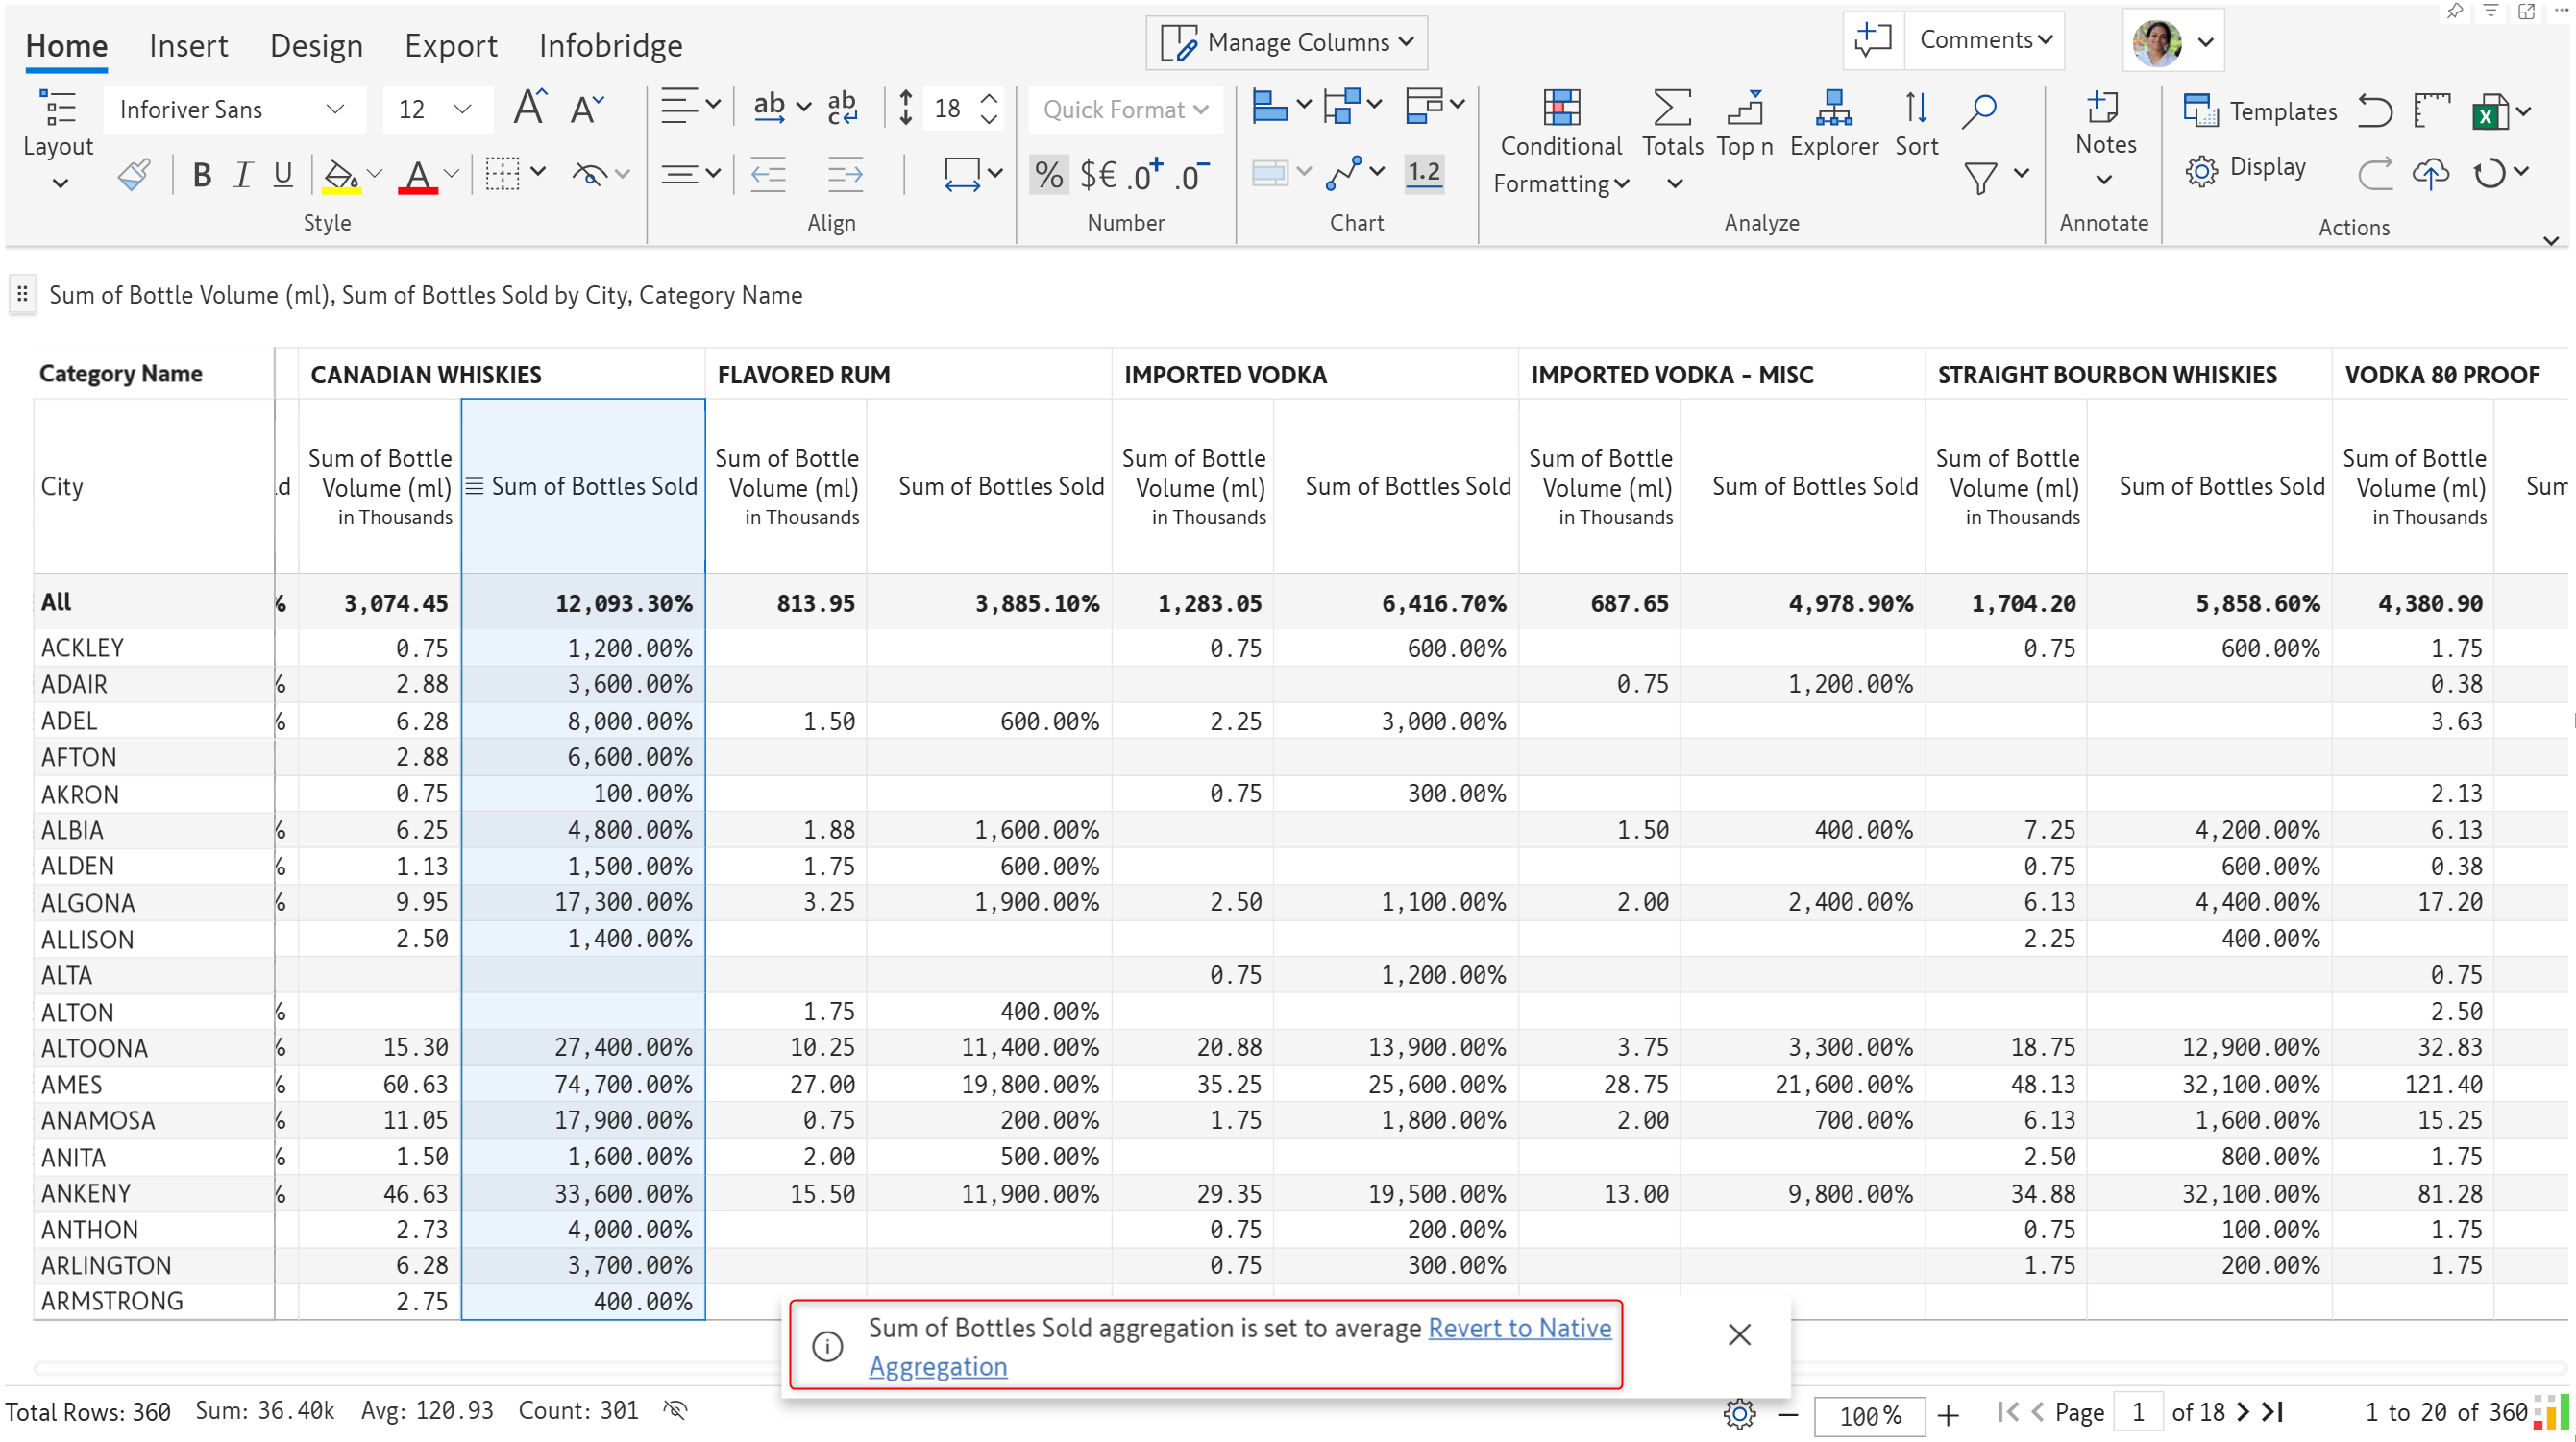 Home Insert Design Export Infobridge Manage Columns Comments
Layout Inforiver Sans 12 18 Quick Format Conditional Formatting Totals Top n Explorer Sort Notes Templates
Display
Style Align Number Chart Analyze Annotate Actions
Sum of Bottle Volume (ml), Sum of Bottles Sold by City, Category Name
Category Name CANADIAN WHISKIES FLAVORED RUM IMPORTED VODKA IMPORTED VODKA - MISC STRAIGHT BOURBON WHISKIES VODKA 80 PROOF
City Sum of Bottle Volume (ml) in Thousands Sum of Bottles Sold Sum of Bottle Volume (ml) in Thousands Sum of Bottles Sold Sum of Bottle Volume (ml) in Thousands Sum of Bottles Sold Sum of Bottle Volume (ml) in Thousands Sum of Bottles Sold Sum of Bottle Volume (ml) in Thousands Sum of Bottles Sold Sum of Bottle Volume (ml) in Thousands Sum
All % 3,074.45 12,093.30% 813.95 3,885.10% 1,283.05 6,416.70% 687.65 4,978.90% 1,704.20 5,858.60% 4,380.90
ACKLEY 0.75 1,200.00% 0.75 600.00% 0.75 600.00% 1.75
ADAIR % 2.88 3,600.00% 0.75 1,200.00% 0.38
ADEL % 6.28 8,000.00% 1.50 600.00% 2.25 3,000.00% 3.63
AFTON 2.88 6,600.00%
AKRON 0.75 100.00% 0.75 300.00% 2.13
ALBIA % 6.25 4,800.00% 1.88 1,600.00% 1.50 400.00% 7.25 4,200.00% 6.13
ALDEN % 1.13 1,500.00% 1.75 600.00% 0.75 600.00% 0.38
ALGONA % 9.95 17,300.00% 3.25 1,900.00% 2.50 1,100.00% 2.00 2,400.00% 6.13 4,400.00% 17.20
ALLISON 2.50 1,400.00% 2.25 400.00%
ALTA 0.75 1,200.00% 0.75
ALTON % 1.75 400.00% 2.50
ALTOONA % 15.30 27,400.00% 10.25 11,400.00% 20.88 13,900.00% 3.75 3,300.00% 18.75 12,900.00% 32.83
AMES % 60.63 74,700.00% 27.00 19,800.00% 35.25 25,600.00% 28.75 21,600.00% 48.13 32,100.00% 121.40
ANAMOSA % 11.05 17,900.00% 0.75 200.00% 1.75 1,800.00% 2.00 700.00% 6.13 1,600.00% 15.25
ANITA % 1.50 1,600.00% 2.00 500.00% 2.50 800.00% 1.75
ANKENY % 46.63 33,600.00% 15.50 11,900.00% 29.35 19,500.00% 13.00 9,800.00% 34.88 32,100.00% 81.28
ANTHON 2.73 4,000.00% 0.75 200.00% 0.75 100.00% 1.75
ARLINGTON 6.28 3,700.00% 0.75 300.00% 1.75 200.00% 1.75
ARMSTRONG 2.75 400.00%
Sum of Bottles Sold aggregation is set to average Revert to Native
Aggregation
Total Rows: 360 Sum: 36.40k Avg: 120.93 Count: 301 100% Page 1 of 18 1 to 20 of 360